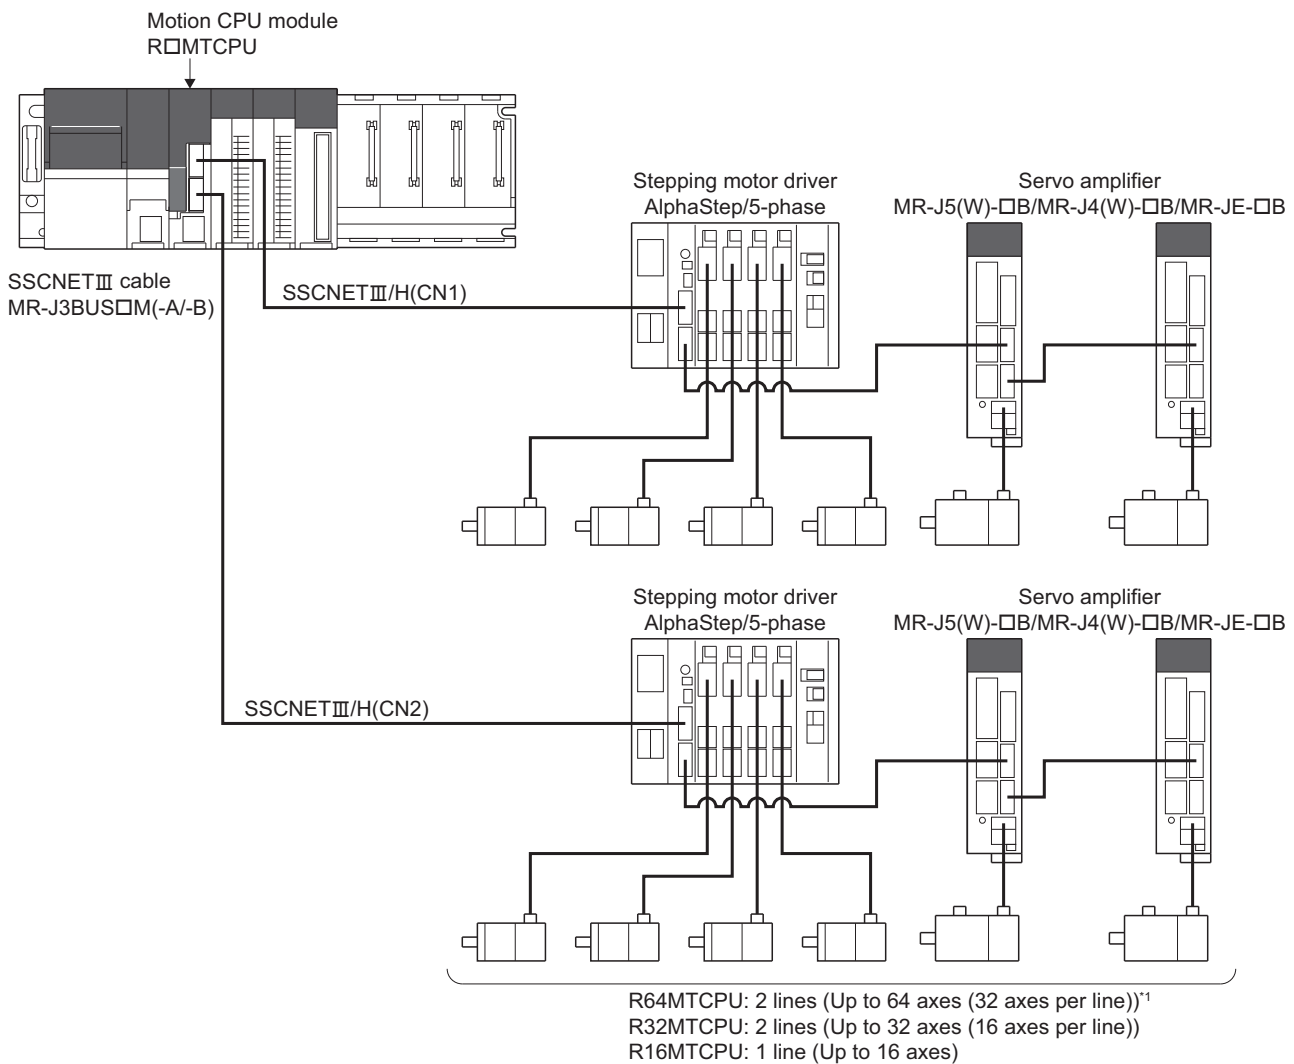 Motion CPU module
R□MTCPU
SSCNETⅢ cable
MR-J3BUS□M(-A/-B)
SSCNETⅢ/H(CN1)
Stepping motor driver
AlphaStep/5-phase
Servo amplifier
MR-J5(W)-□B/MR-J4(W)-□B/MR-JE-□B
SSCNETⅢ/H(CN2)
Stepping motor driver
AlphaStep/5-phase
Servo amplifier
MR-J5(W)-□B/MR-J4(W)-□B/MR-JE-□B
R64MTCPU: 2 lines (Up to 64 axes (32 axes per line))*1
R32MTCPU: 2 lines (Up to 32 axes (16 axes per line))
R16MTCPU: 1 line (Up to 16 axes)